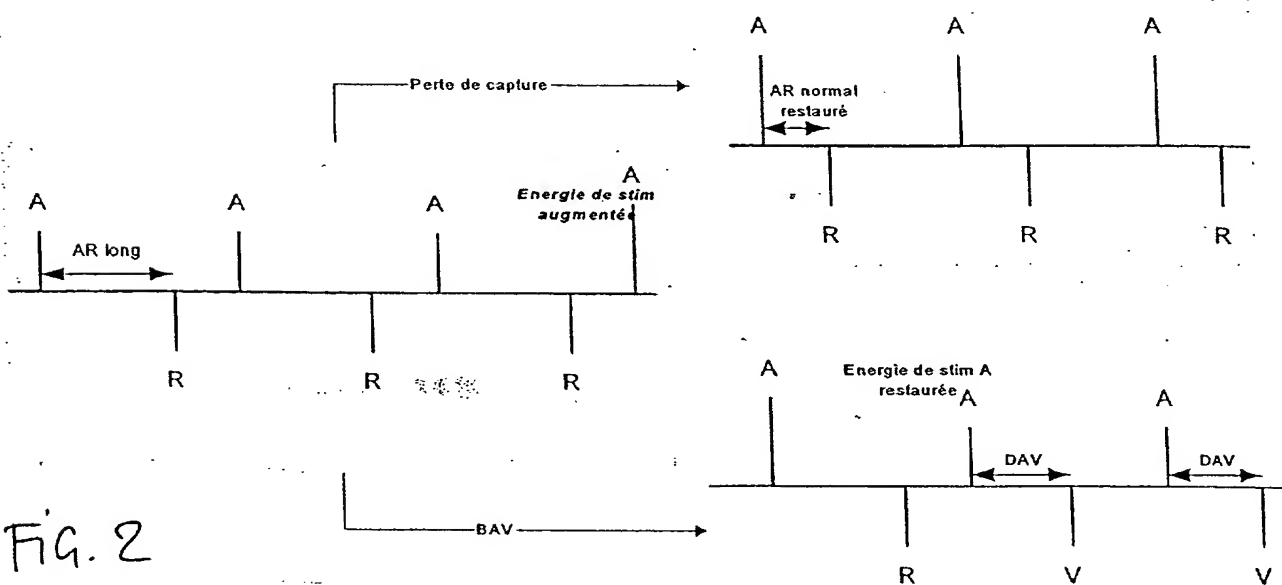 A A A
Perte de capture
AR normal
restauré
R R R
A A A A
Energie de stim
augmentée
AR long
R R R
A A A
Energie de stim A
restaurée
DAV DAV
BAV
R V V
FIG. 2